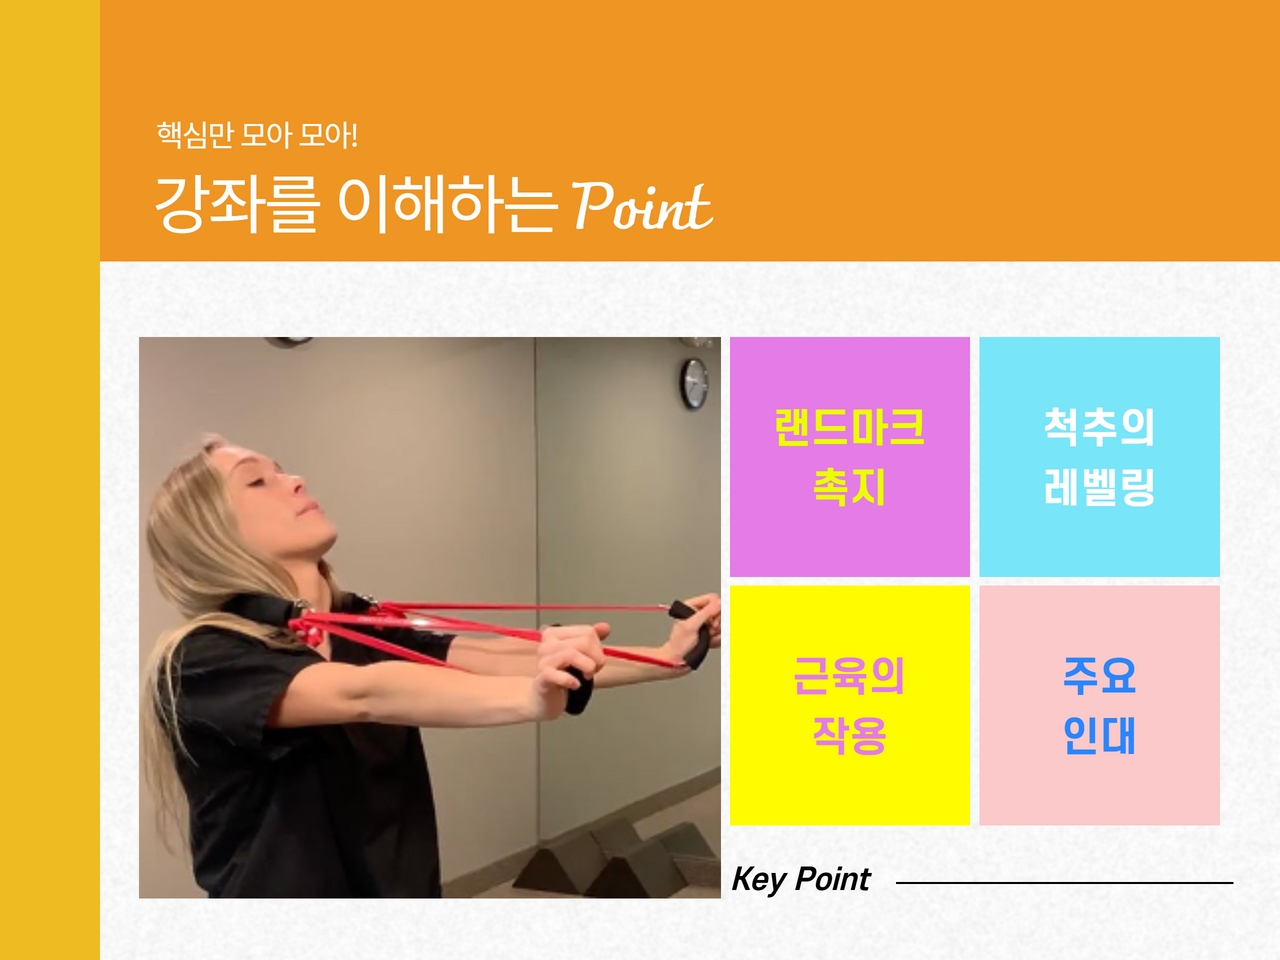 핵심만 모아 모아!
강좌를 이해하는 Point
랜드마크
촉지
척추의
레벨링
근육의
작용
주요
인대
Key Point